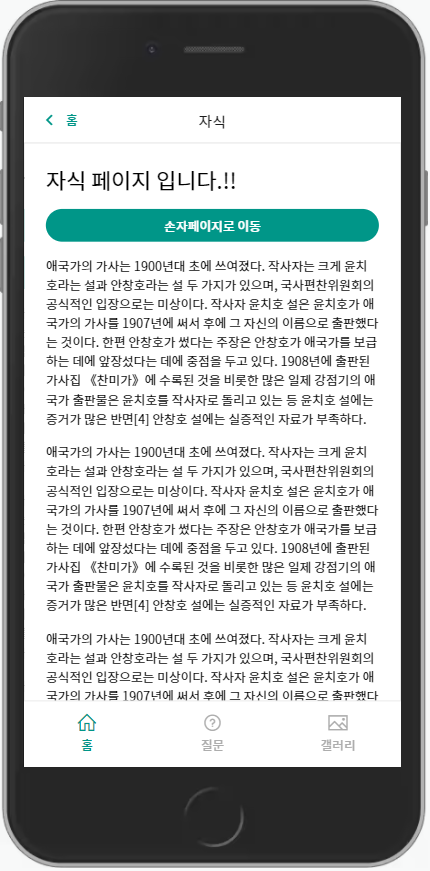 홈
자식
자식 페이지 입니다.!!
손자페이지로 이동
애국가의 가사는 1900년대 초에 쓰여졌다. 작사자는 크게 윤치
호라는 설과 안창호라는 설 두 가지가 있으며, 국사편찬위원회의
공식적인 입장으로는 미상이다. 작사자 윤치호 설은 윤치호가 애
국가의 가사를 1907년에 써서 후에 그 자신의 이름으로 출판했다
는 것이다. 한편 안창호가 썼다는 주장은 안창호가 애국가를 보급
하는 데에 앞장섰다는 데에 중점을 두고 있다. 1908년에 출판된
가사집 《찬미가》에 수록된 것을 비롯한 많은 일제 강점기의 애
국가 출판물은 윤치호를 작사자로 돌리고 있는 등 윤치호 설에는
증거가 많은 반면[4] 안창호 설에는 실증적인 자료가 부족하다.
애국가의 가사는 1900년대 초에 쓰여졌다. 작사자는 크게 윤치
호라는 설과 안창호라는 설 두 가지가 있으며, 국사편찬위원회의
공식적인 입장으로는 미상이다. 작사자 윤치호 설은 윤치호가 애
국가의 가사를 1907년에 써서 후에 그 자신의 이름으로 출판했다
는 것이다. 한편 안창호가 썼다는 주장은 안창호가 애국가를 보급
하는 데에 앞장섰다는 데에 중점을 두고 있다. 1908년에 출판된
가사집 《찬미가》에 수록된 것을 비롯한 많은 일제 강점기의 애
국가 출판물은 윤치호를 작사자로 돌리고 있는 등 윤치호 설에는
증거가 많은 반면[4] 안창호 설에는 실증적인 자료가 부족하다.
애국가의 가사는 1900년대 초에 쓰여졌다. 작사자는 크게 윤치
호라는 설과 안창호라는 설 두 가지가 있으며, 국사편찬위원회의
공식적인 입장으로는 미상이다. 작사자 윤치호 설은 윤치호가 애
국가의 가사를 1907년에 써서 후에 그 자신의 이름으로 출판했다
홈
질문
갤러리